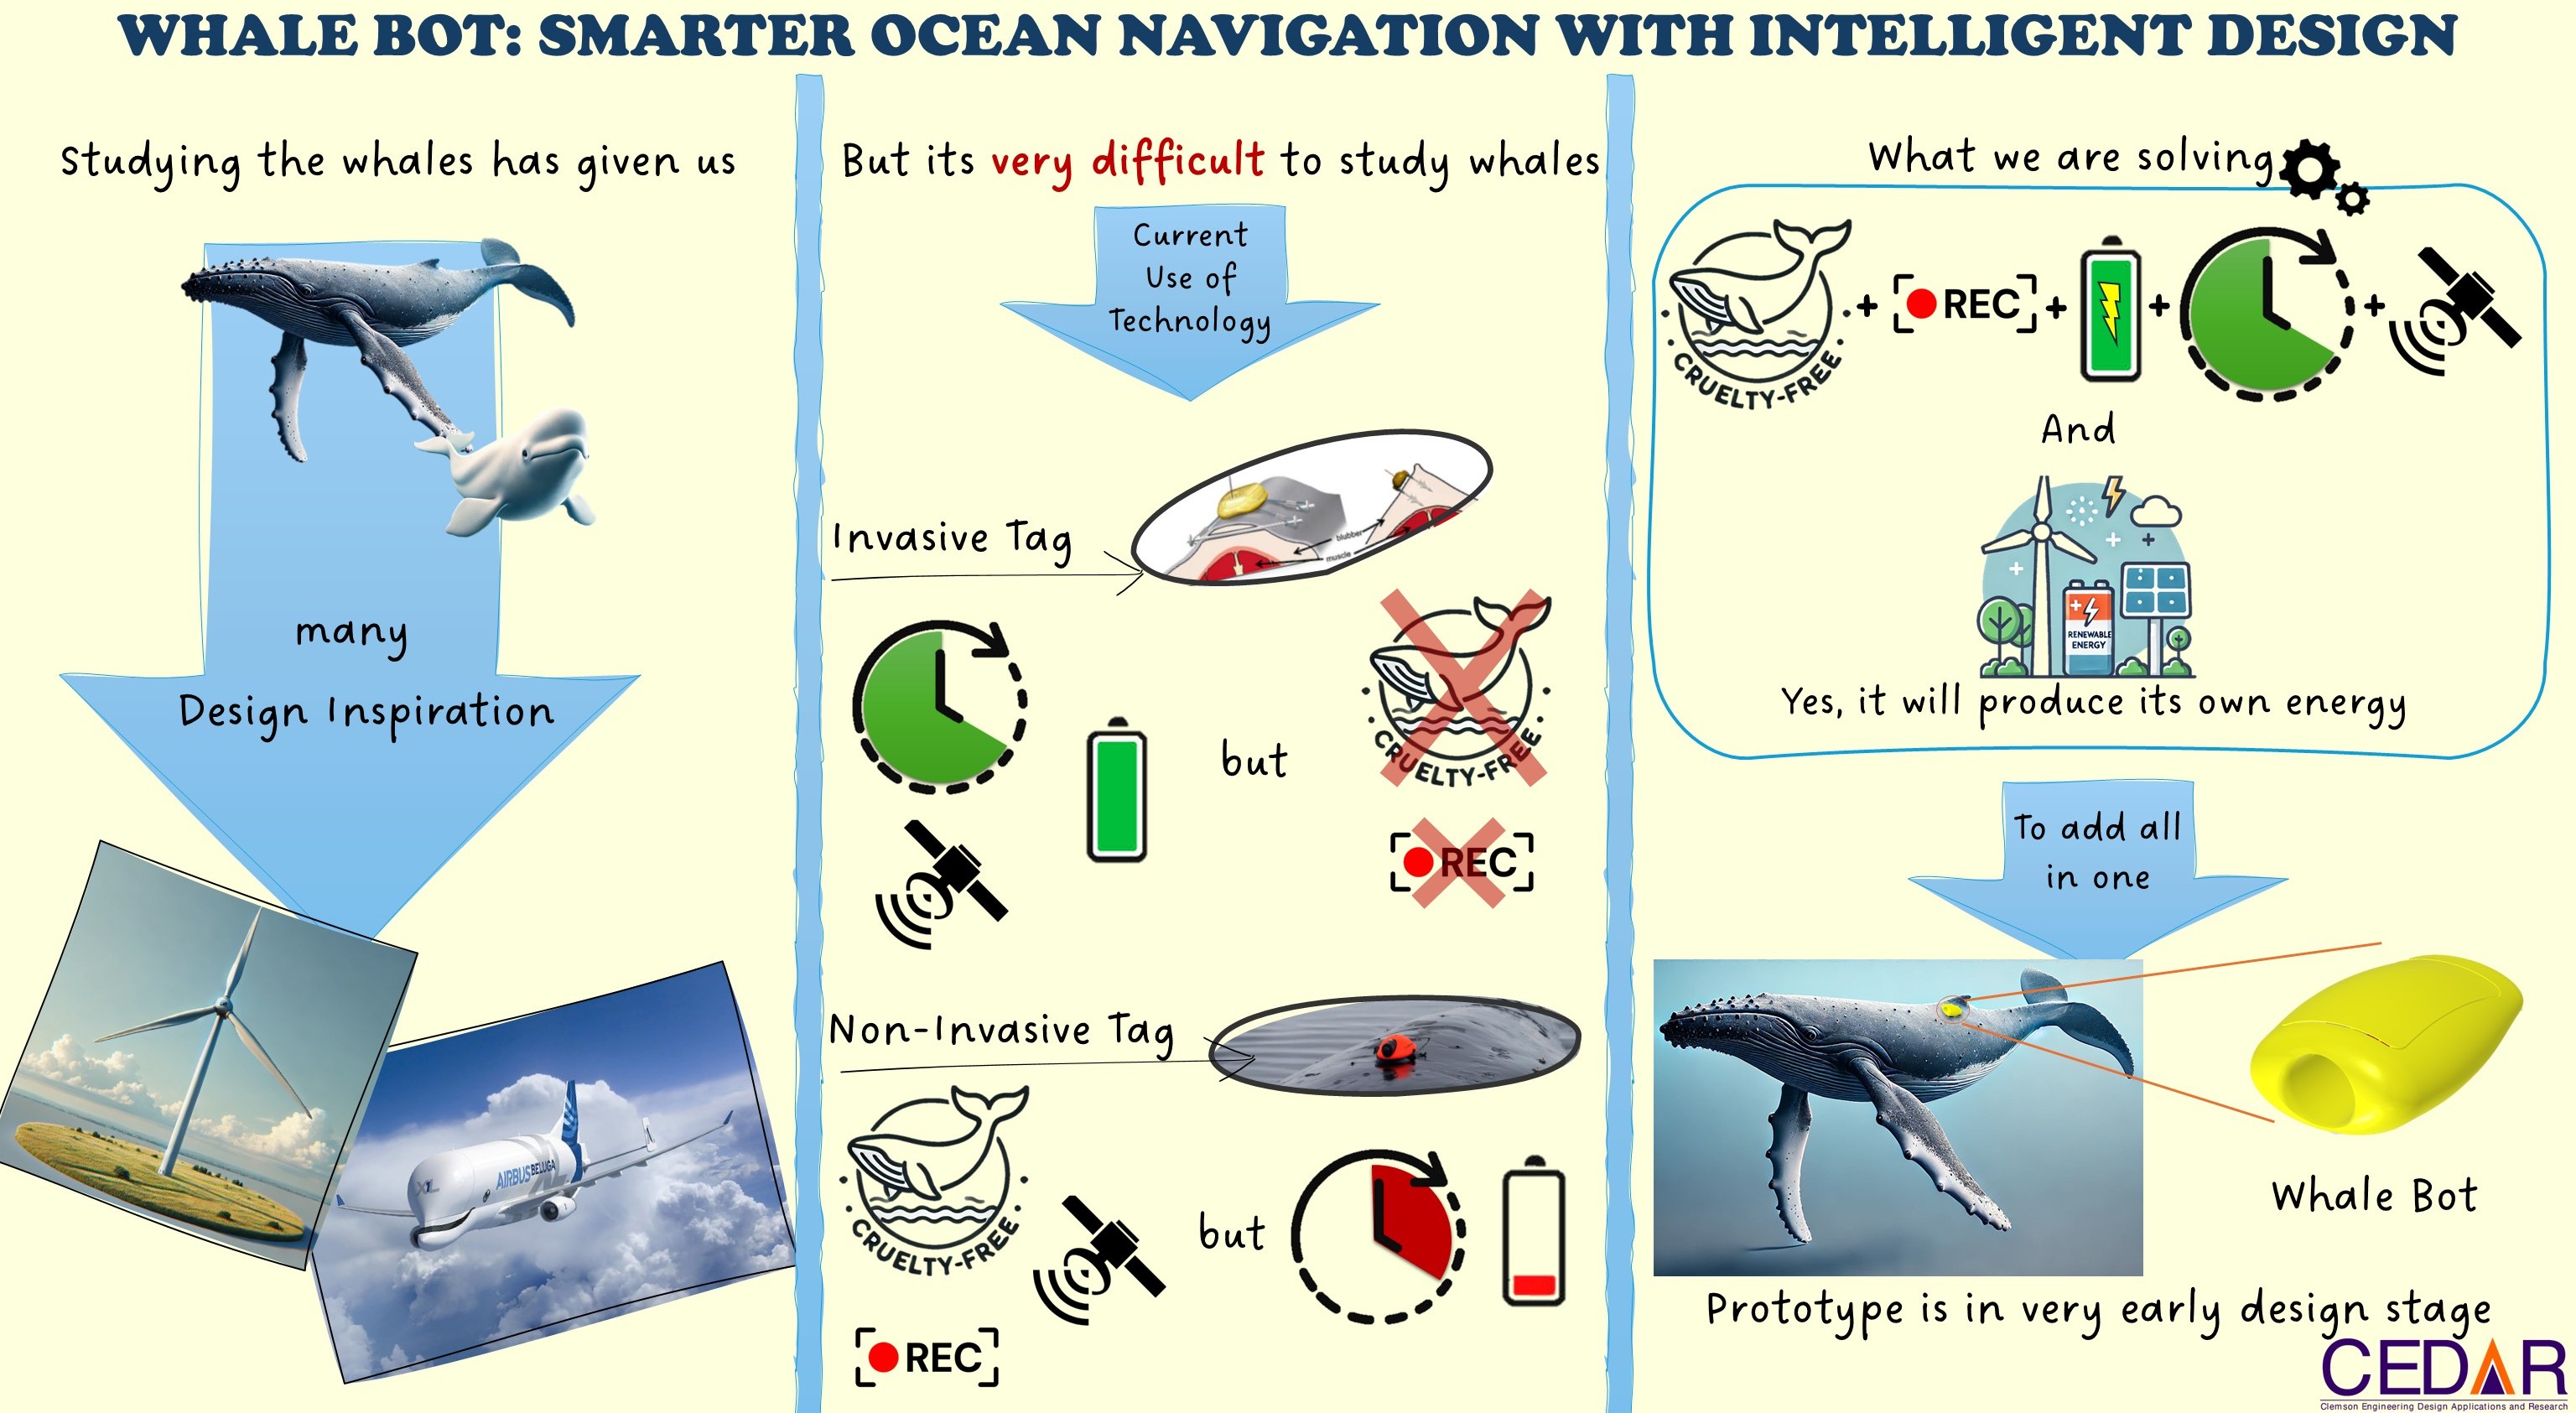 WHALE BOT: SMARTER OCEAN NAVIGATION WITH INTELLIGENT DESIGN
Studying the whales has given us
many
Design Inspiration
AIRBUS BELUGA
XL
But its very difficult to study whales
Current
Use of
Technology
Invasive Tag
blubber
muscle
but
CRUELTY-FREE
REC
Non-Invasive Tag
CRUELTY-FREE
but
REC
What we are solving
CRUELTY-FREE
+
REC
+
+
+
And
RENEWABLE
ENERGY
Yes, it will produce its own energy
To add all
in one
Whale Bot
Prototype is in very early design stage
CEDAR
Clemson Engineering Design Applications and Research